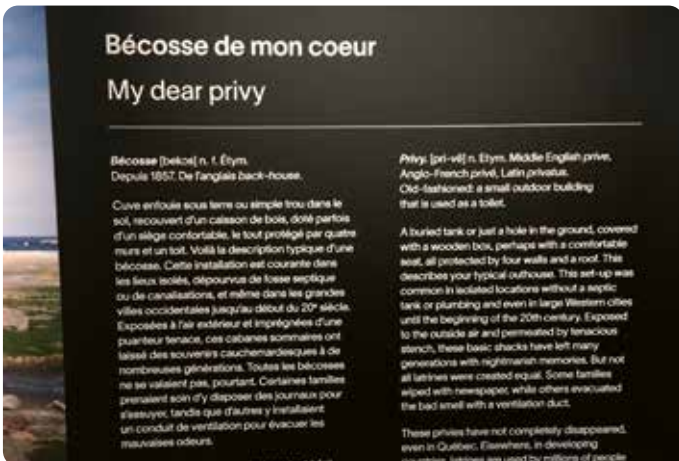 Bécosse de mon coeur
My dear privy
Bécosse [bekɔs] n. f. Étym.
Depuis 1857. De l'anglais back-house.
Cuve enfouie sous terre ou simple trou dans le
sol, recouvert d'un caisson de bois, doté parfois
d'un siège confortable, le tout protégé par quatre
murs et un toit. Voilà la description typique d'une
bécosse. Cette installation est courante dans
les lieux isolés, dépourvus de fosse septique
ou de canalisations, et même dans les grandes
villes occidentales jusqu'au début du 20e siècle.
Exposées à l'air extérieur et imprégnées d'une
puanteur tenace, ces cabanes sommaires ont
laissé des souvenirs cauchemardesques à de
nombreuses générations. Toutes les bécosses
ne se valaient pas, pourtant. Certaines familles
prenaient soin d'y disposer des journaux pour
s'essuyer, tandis que d'autres y installaient
un conduit de ventilation pour évacuer les
mauvaises odeurs.
Privy. [pri-vē] n. Etym. Middle English prive,
Anglo-French privé, Latin privatus.
Old-fashioned: a small outdoor building
that is used as a toilet.
A buried tank or just a hole in the ground, covered
with a wooden box, perhaps with a comfortable
seat, all protected by four walls and a roof. This
describes your typical outhouse. This set-up was
common in isolated locations without a septic
tank or plumbing and even in large Western cities
until the beginning of the 20th century. Exposed
to the outside air and permeated by tenacious
stench, these basic shacks have left many
generations with nightmarish memories. But not
all latrines were created equal. Some families
wiped with newspaper, while others evacuated
the bad smell with a ventilation duct.
These privies have not completely disappeared,
even in Québec. Elsewhere, in developing
countries, latrines are used by millions of people